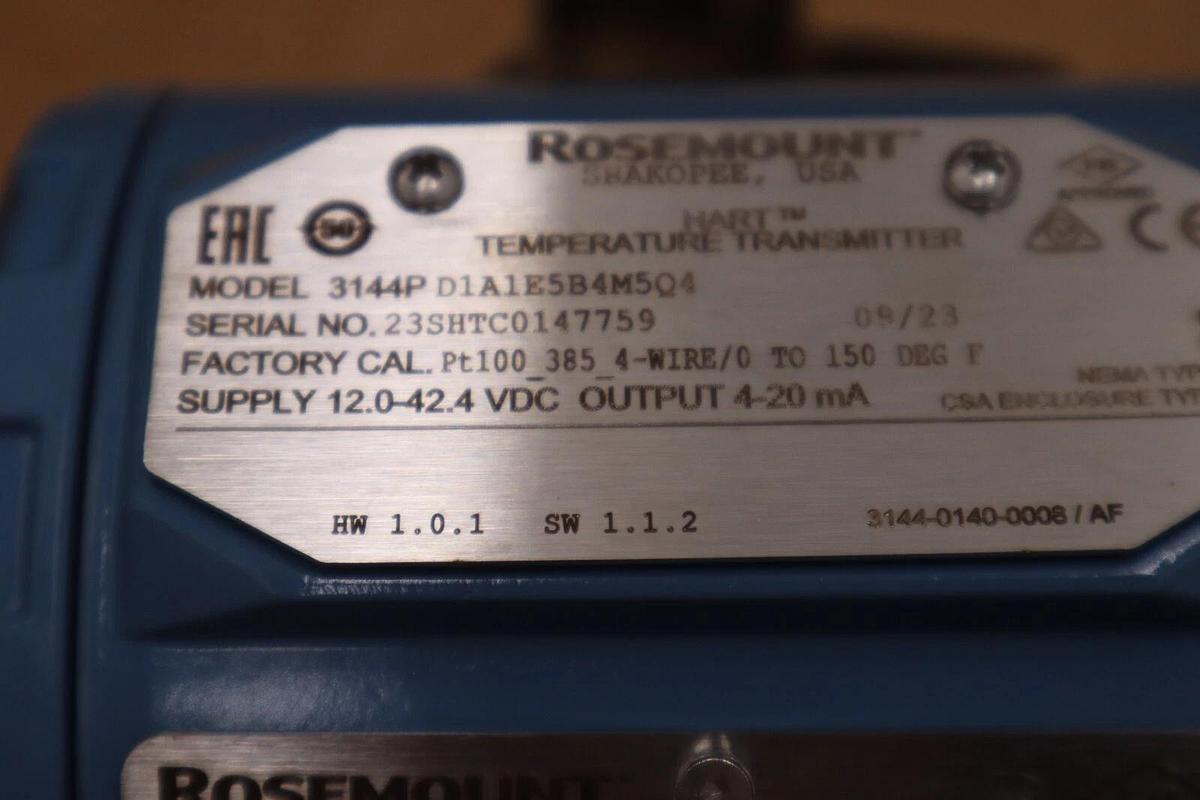 ROSEMOUNT™
SHAKOPEE, USA
EAC
HART™
TEMPERATURE TRANSMITTER
MODEL 3144P D1A1E5B4M5Q4
SERIAL NO. 23SHTC0147759 09/23
FACTORY CAL. Pt100_385_4-WIRE/0 TO 150 DEG F
NEMA TYP
SUPPLY 12.0-42.4 VDC OUTPUT 4-20 mA
CSA ENCLOSURE TYP
HW 1.0.1 SW 1.1.2
3144-0140-0008 / AF
ROSEMOUNT™